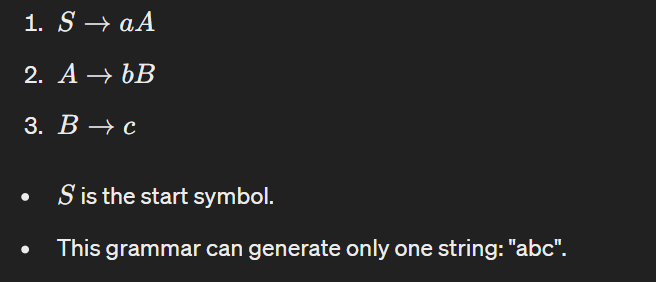 1. S → aA
2. A → bB
3. B → c
• S is the start symbol.
• This grammar can generate only one string: "abc".